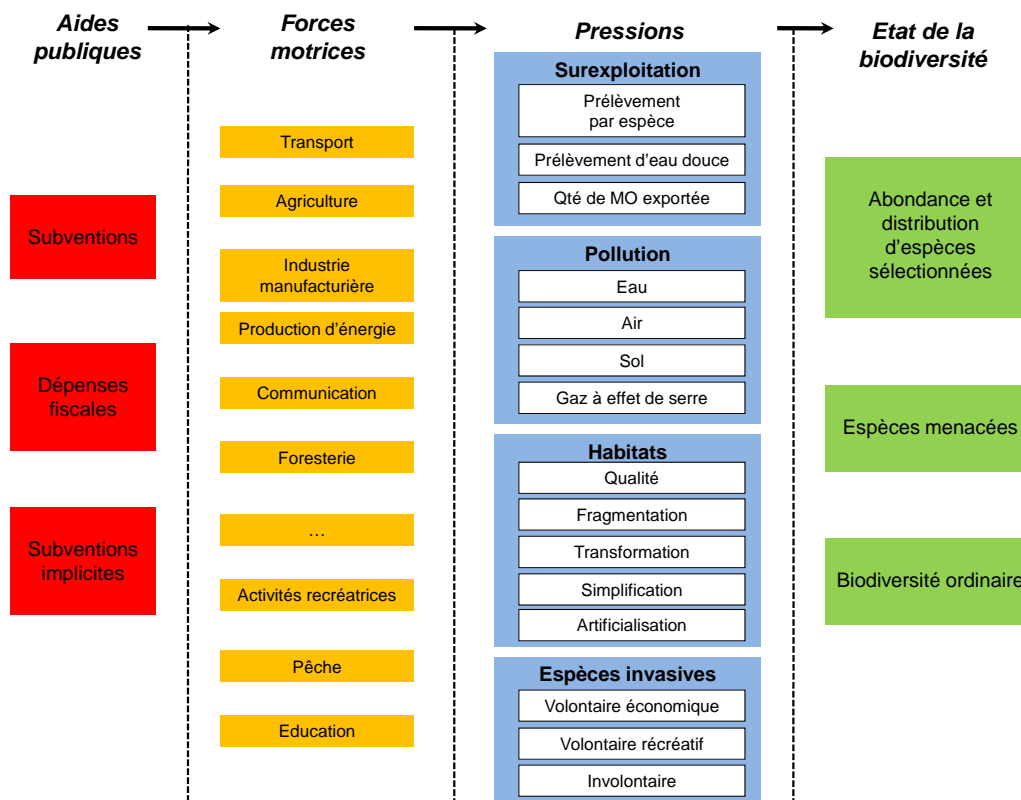 Aides
publiques
Forces
motrices
Pressions
Etat de la
biodiversité
Subventions
Dépenses
fiscales
Subventions
implicites
Transport
Agriculture
Industrie
manufacturière
Production d'énergie
Communication
Foresterie
…
Activités recréatrices
Pêche
Education
Surexploitation
Prélèvement
par espèce
Prélèvement d'eau douce
Qté de MO exportée
Pollution
Eau
Air
Sol
Gaz à effet de serre
Habitats
Qualité
Fragmentation
Transformation
Simplification
Artificialisation
Espèces invasives
Volontaire économique
Volontaire récréatif
Involontaire
Abondance et
distribution
d'espèces
sélectionnées
Espèces menacées
Biodiversité ordinaire